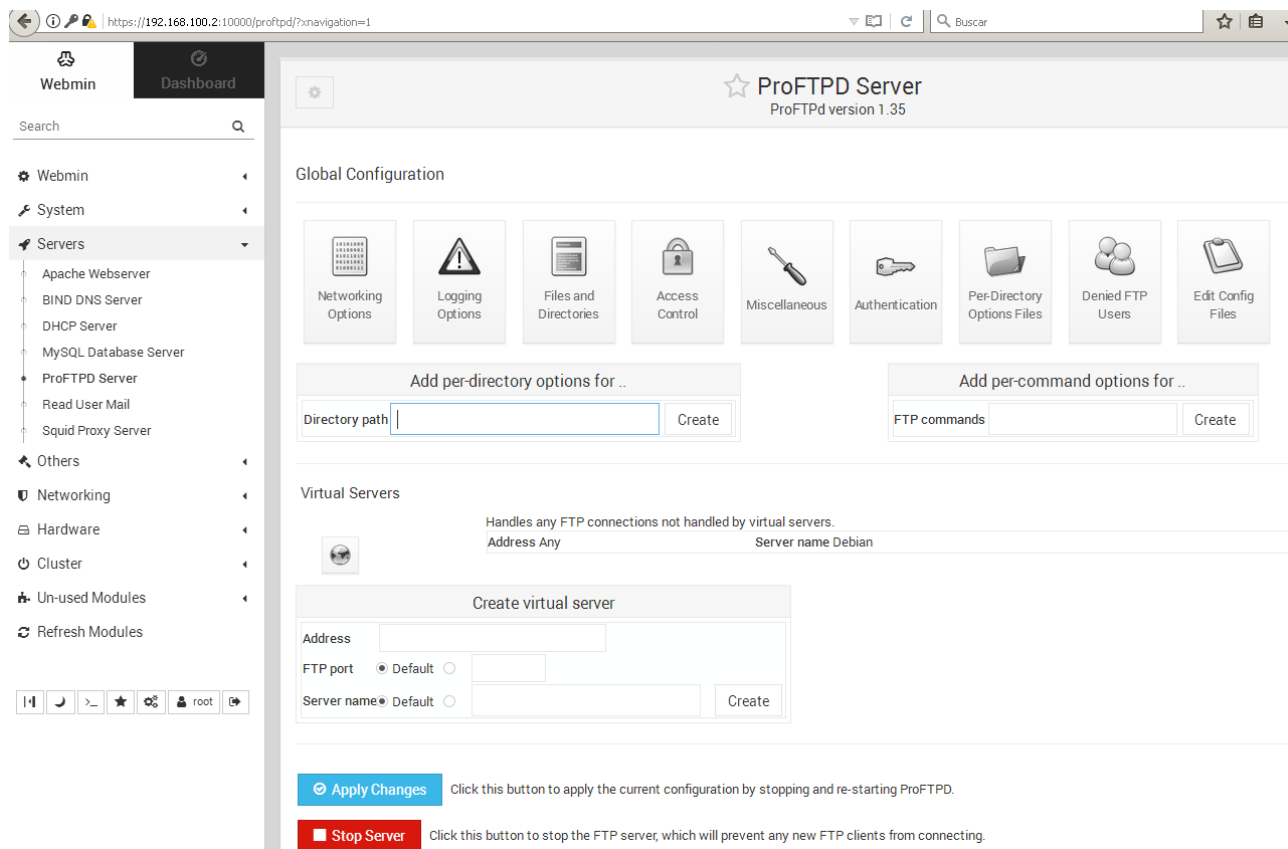 https://192.168.100.2:10000/proftpd/?xnavigation=1
Buscar
Webmin
Dashboard
Search
Webmin
System
Servers
Apache Webserver
BIND DNS Server
DHCP Server
MySQL Database Server
ProFTPD Server
Read User Mail
Squid Proxy Server
Others
Networking
Hardware
Cluster
Un-used Modules
Refresh Modules
root
ProFTPD Server
ProFTPd version 1.35
Global Configuration
Networking Options
Logging Options
Files and Directories
Access Control
Miscellaneous
Authentication
Per-Directory Options Files
Denied FTP Users
Edit Config Files
Add per-directory options for ..
Directory path
Create
Add per-command options for ..
FTP commands
Create
Virtual Servers
Handles any FTP connections not handled by virtual servers.
Address Any
Server name Debian
Create virtual server
Address
FTP port
Default
Server name
Default
Create
Apply Changes
Click this button to apply the current configuration by stopping and re-starting ProFTPD.
Stop Server
Click this button to stop the FTP server, which will prevent any new FTP clients from connecting.